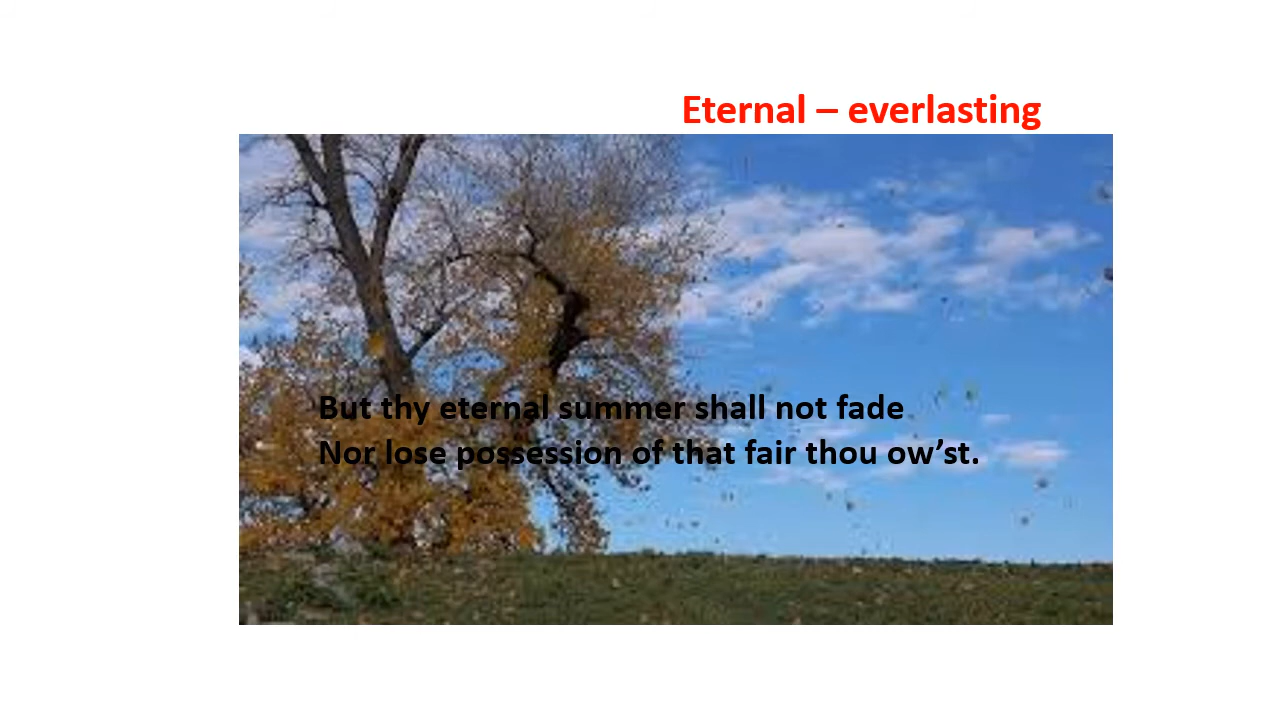 Eternal – everlasting
But thy eternal summer shall not fade
Nor lose possession of that fair thou ow’st.